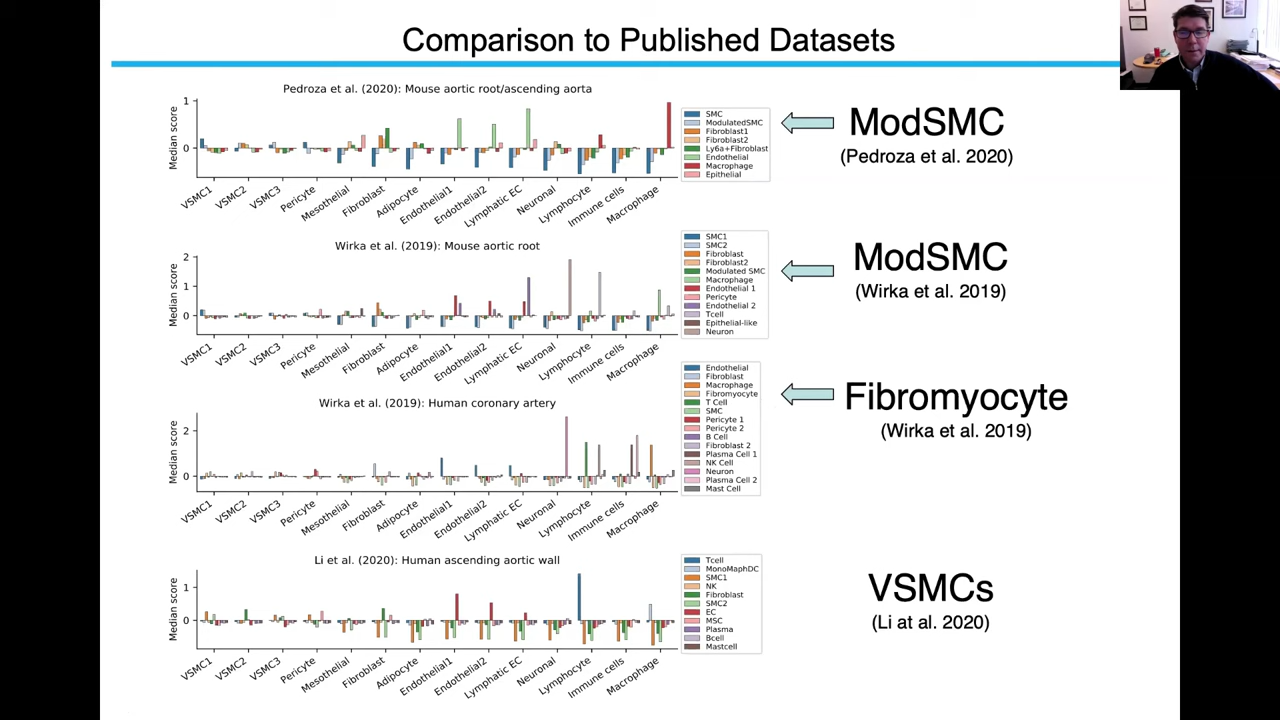 Comparison to Published Datasets
Pedroza et al. (2020): Mouse aortic root/ascending aorta
Median score
1
0
VSMC1
VSMC2
VSMC3
Pericyte
Mesothelial
Fibroblast
Adipocyte
Endothelial1
Endothelial2
Lymphatic EC
Neuronal
Lymphocyte
Immune cells
Macrophage
SMC
ModulatedSMC
Fibroblast1
Fibroblast2
Ly6a+Fibroblast
Endothelial
Macrophage
Epithelial
ModSMC
(Pedroza et al. 2020)
Wirka et al. (2019): Mouse aortic root
Median score
2
1
0
VSMC1
VSMC2
VSMC3
Pericyte
Mesothelial
Fibroblast
Adipocyte
Endothelial1
Endothelial2
Lymphatic EC
Neuronal
Lymphocyte
Immune cells
Macrophage
SMC1
SMC2
Fibroblast
Fibroblast2
Modulated SMC
Macrophage
Endothelial 1
Pericyte
Endothelial 2
Tcell
Epithelial-like
Neuron
ModSMC
(Wirka et al. 2019)
Wirka et al. (2019): Human coronary artery
Median score
2
0
VSMC1
VSMC2
VSMC3
Pericyte
Mesothelial
Fibroblast
Adipocyte
Endothelial1
Endothelial2
Lymphatic EC
Neuronal
Lymphocyte
Immune cells
Macrophage
Endothelial
Fibroblast
Macrophage
Fibromyocyte
T Cell
SMC
Pericyte 1
Pericyte 2
B Cell
Fibroblast 2
Plasma Cell 1
NK Cell
Neuron
Plasma Cell 2
Mast Cell
Fibromyocyte
(Wirka et al. 2019)
Li et al. (2020): Human ascending aortic wall
Median score
1
0
VSMC1
VSMC2
VSMC3
Pericyte
Mesothelial
Fibroblast
Adipocyte
Endothelial1
Endothelial2
Lymphatic EC
Neuronal
Lymphocyte
Immune cells
Macrophage
Tcell
MonoMaphDC
SMC1
NK
Fibroblast
SMC2
EC
MSC
Plasma
Bcell
Mastcell
VSMCs
(Li at al. 2020)